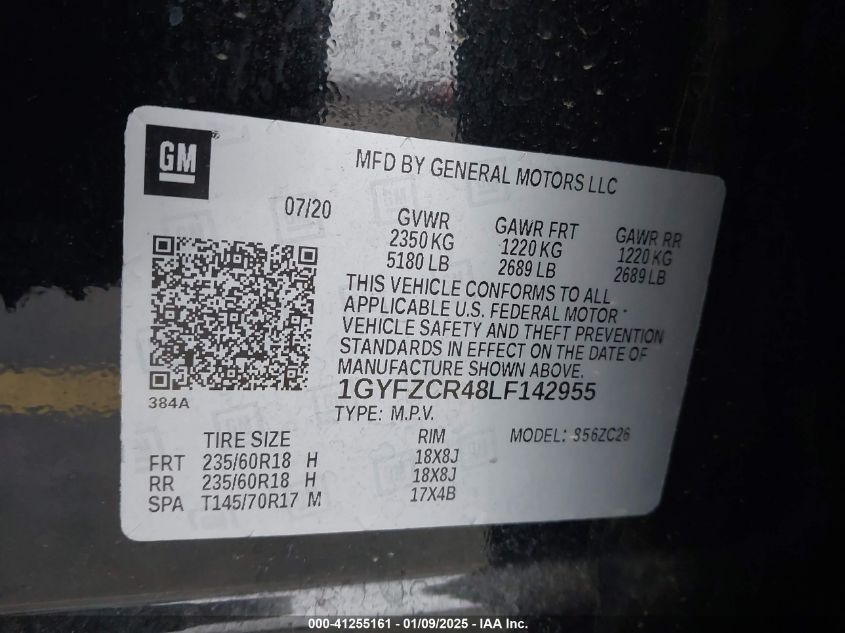 GM
MFD BY GENERAL MOTORS LLC
07/20
GVWR GAWR FRT GAWR RR
2350 KG 1220 KG 1220 KG
5180 LB 2689 LB 2689 LB
THIS VEHICLE CONFORMS TO ALL
APPLICABLE U.S. FEDERAL MOTOR
VEHICLE SAFETY AND THEFT PREVENTION
STANDARDS IN EFFECT ON THE DATE OF
MANUFACTURE SHOWN ABOVE.
384A
1GYFZCR48LF142955
TYPE: M.P.V.
TIRE SIZE RIM MODEL:
FRT 235/60R18 H 18X8J
RR 235/60R18 H 18X8J
SPA T145/70R17 M 17X4B
000-41255161 - 01/09/2025 - IAA Inc.